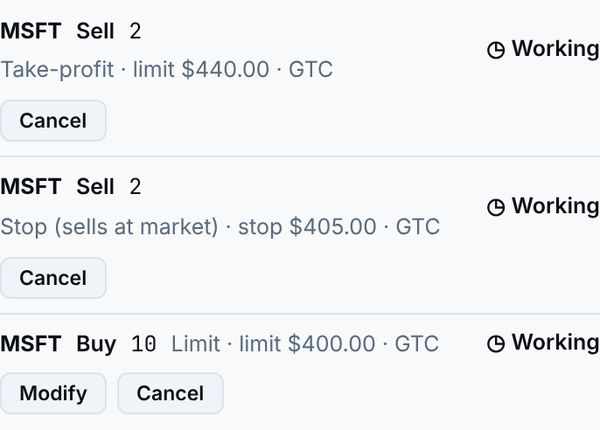 MSFT Sell 2
Working
Take-profit · limit $440.00 · GTC
Cancel
MSFT Sell 2
Working
Stop (sells at market) · stop $405.00 · GTC
Cancel
MSFT Buy 10 Limit · limit $400.00 · GTC Working
Modify Cancel